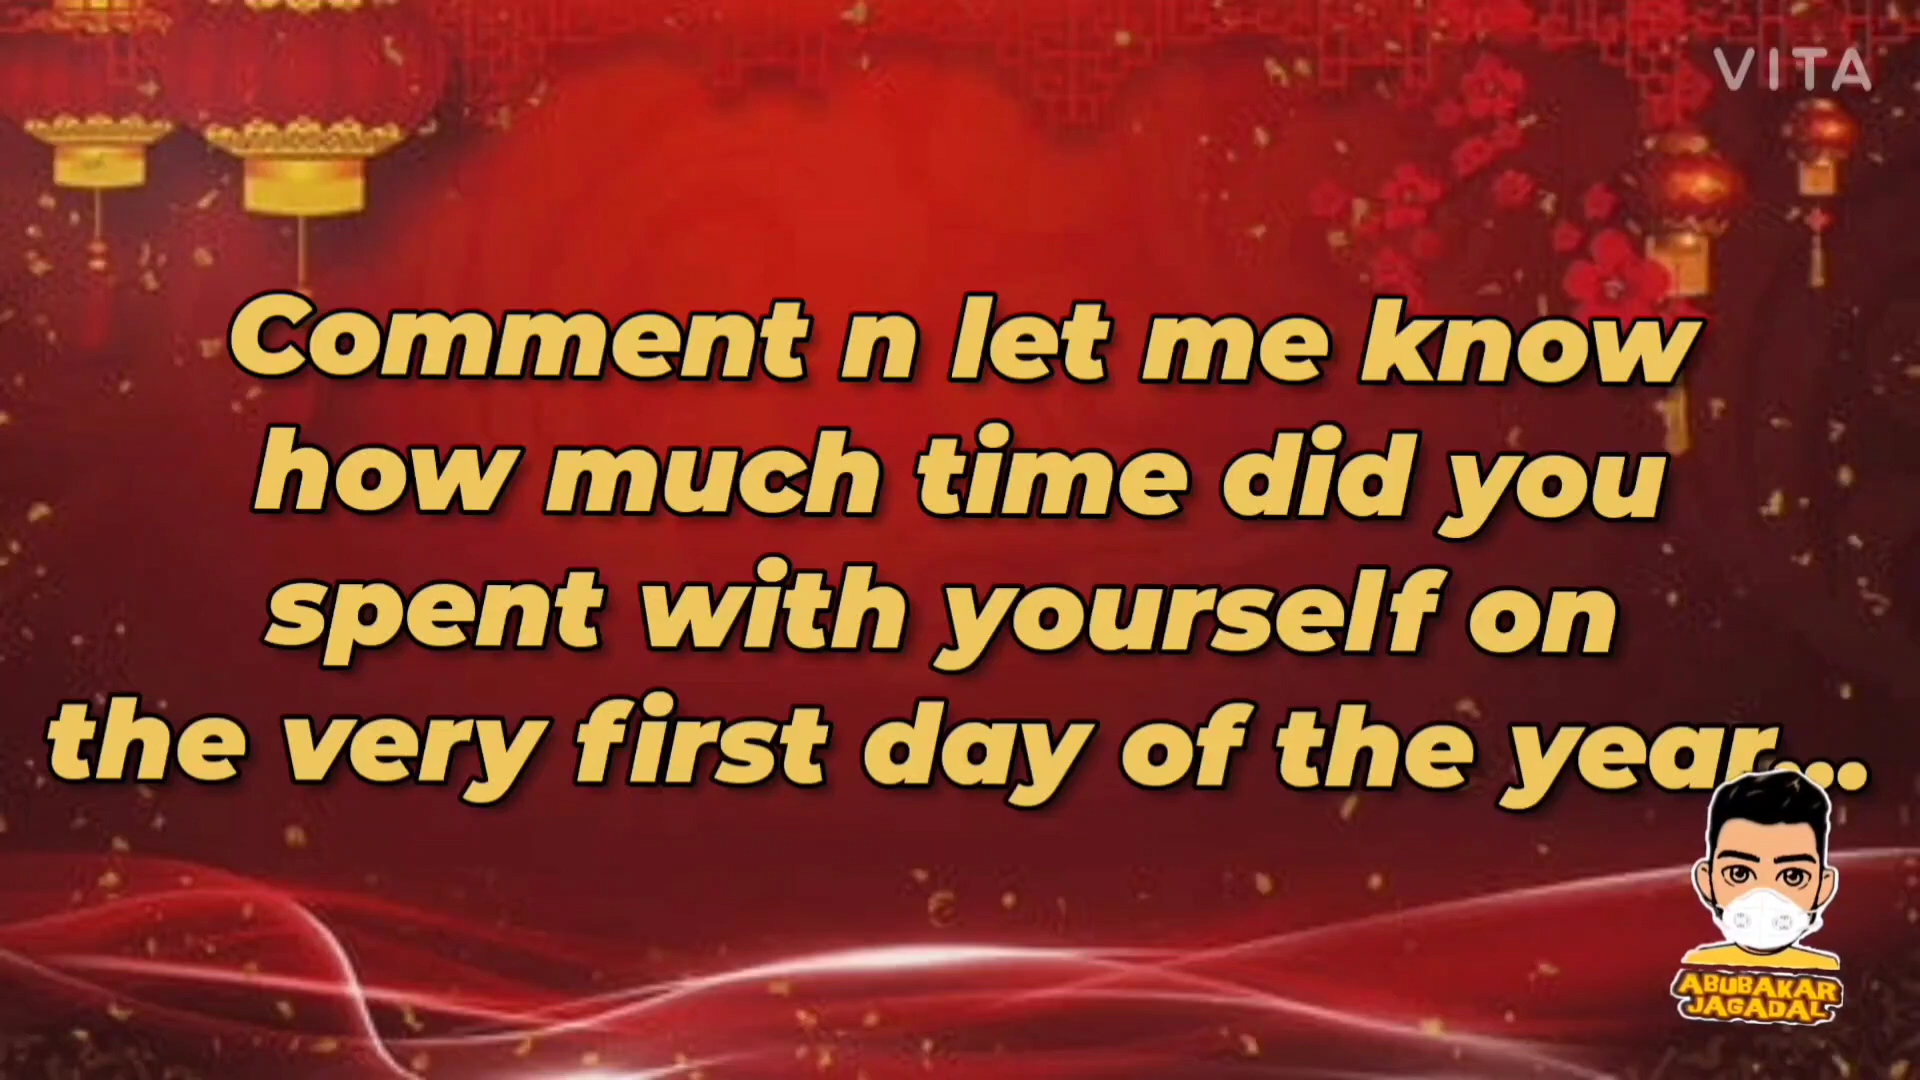 VITA
Comment n let me know
how much time did you
spent with yourself on
the very first day of the year...
ABUBAKAR
JAGADAL